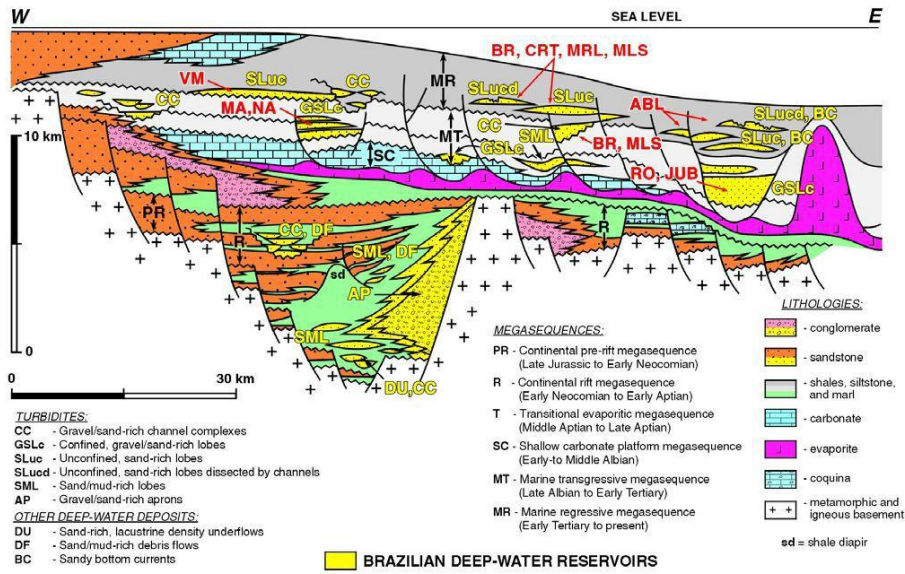 W
SEA LEVEL
E
BR, CRT, MRL, MLS
VM
SLuc
CC
MR
SLucd
SLuc
ABL
SLucd, BC
CC
MA,NA
GSLc
CC
SLuc, BC
10 km
MT
SML
GSLc
BR, MLS
SC
RO, JUB
GSLc
PR
R
CC, DF
R
SML, DF
sd
AP
SML
0
DU,CC
0
30 km
TURBIDITES:
CC - Gravel/sand-rich channel complexes
GSLc - Confined, gravel/sand-rich lobes
SLuc - Unconfined, sand-rich lobes
SLucd - Unconfined, sand-rich lobes dissected by channels
SML - Sand/mud-rich lobes
AP - Gravel/sand-rich aprons
OTHER DEEP-WATER DEPOSITS:
DU - Sand-rich, lacustrine density underflows
DF - Sand/mud-rich debris flows
BC - Sandy bottom currents
MEGASEQUENCES:
PR - Continental pre-rift megasequence
(Late Jurassic to Early Neocomian)
R - Continental rift megasequence
(Early Neocomian to Early Aptian)
T - Transitional evaporitic megasequence
(Middle Aptian to Late Aptian)
SC - Shallow carbonate platform megasequence
(Early-to Middle Albian)
MT - Marine transgressive megasequence
(Late Albian to Early Tertiary)
MR - Marine regressive megasequence
(Early Tertiary to present)
LITHOLOGIES:
- conglomerate
- sandstone
- shales, siltstone,
and marl
- carbonate
- evaporite
- coquina
- metamorphic and
igneous basement
sd = shale diapir
BRAZILIAN DEEP-WATER RESERVOIRS